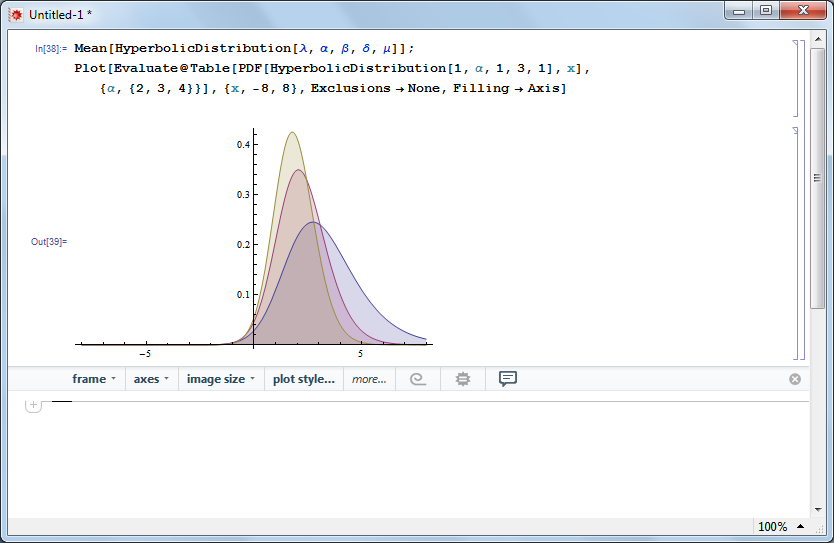 Untitled-1 *
In[38]:= Mean[HyperbolicDistribution[λ, α, β, δ, μ]];
Plot[Evaluate@Table[PDF[HyperbolicDistribution[1, α, 1, 3, 1], x],
{α, {2, 3, 4}}], {x, -8, 8}, Exclusions → None, Filling → Axis]
0.4
0.3
Out[39]=
0.2
0.1
-5
5
frame axes image size plot style... more...
100%